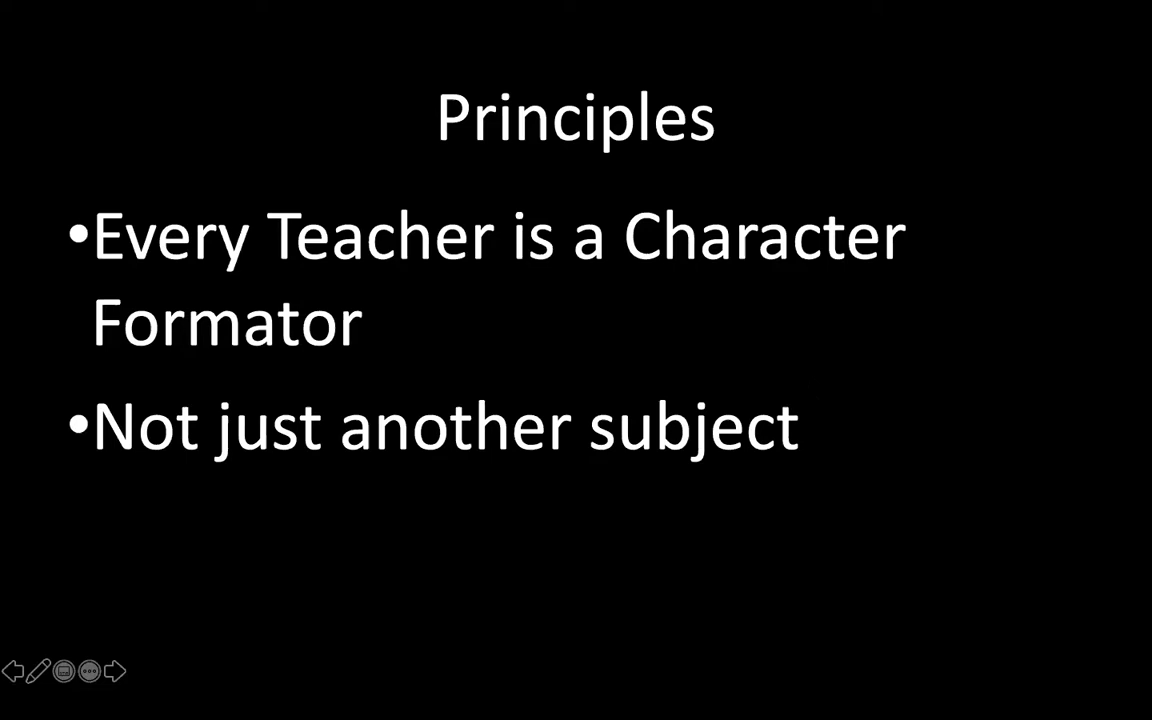 Principles
•Every Teacher is a Character
Formator
•Not just another subject